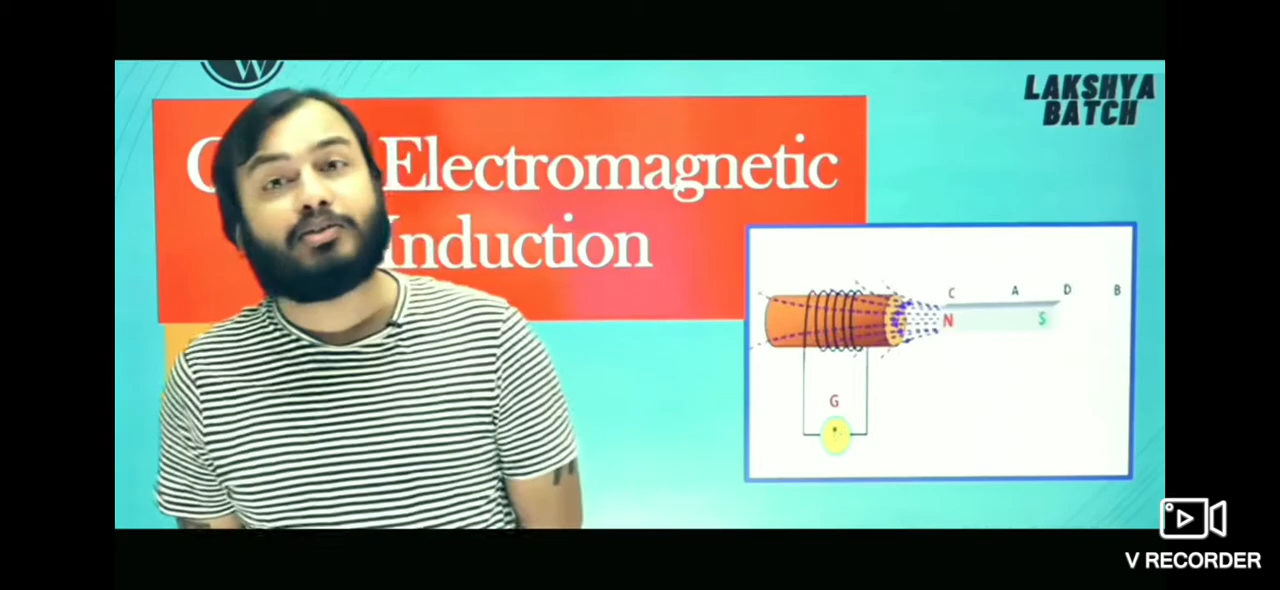 W
LAKSHYA
BATCH
Electromagnetic
Induction
C A D B
N S
G
V RECORDER